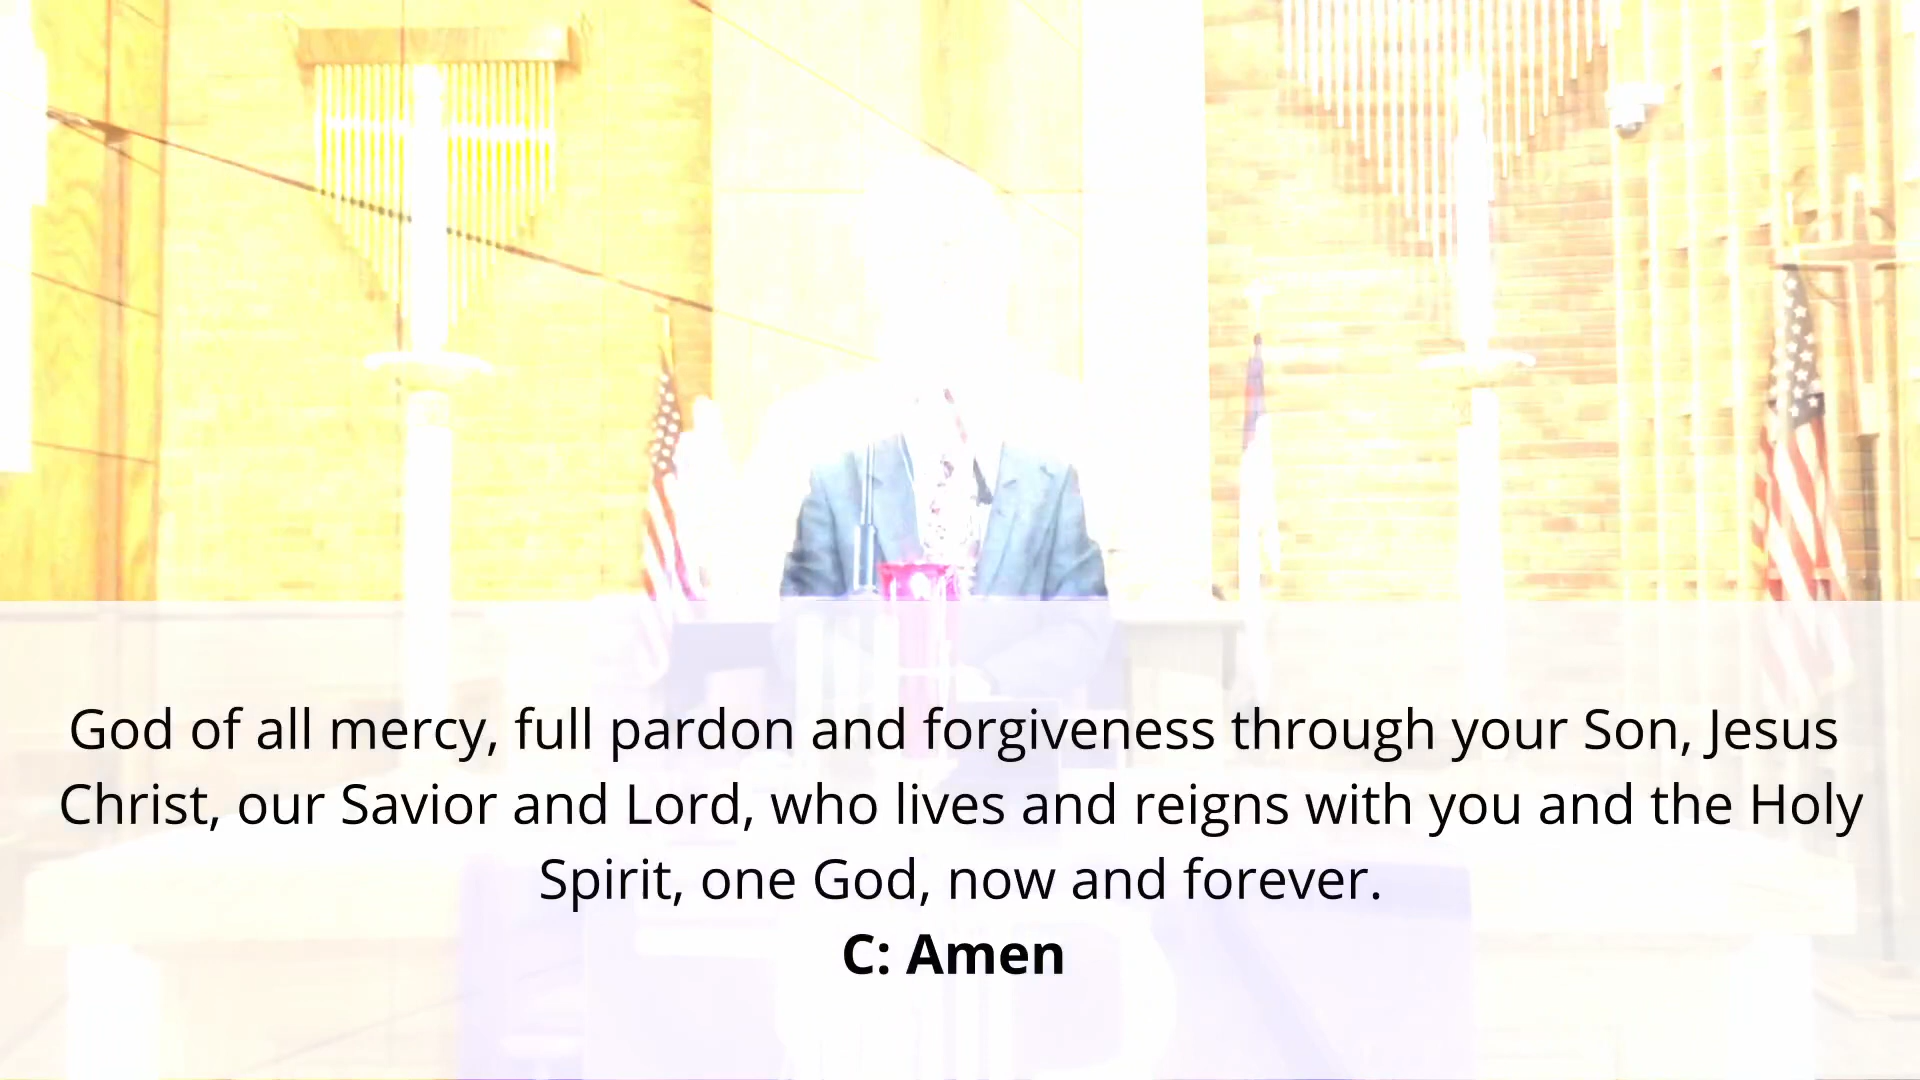 God of all mercy, full pardon and forgiveness through your Son, Jesus
Christ, our Savior and Lord, who lives and reigns with you and the Holy
Spirit, one God, now and forever.
C: Amen